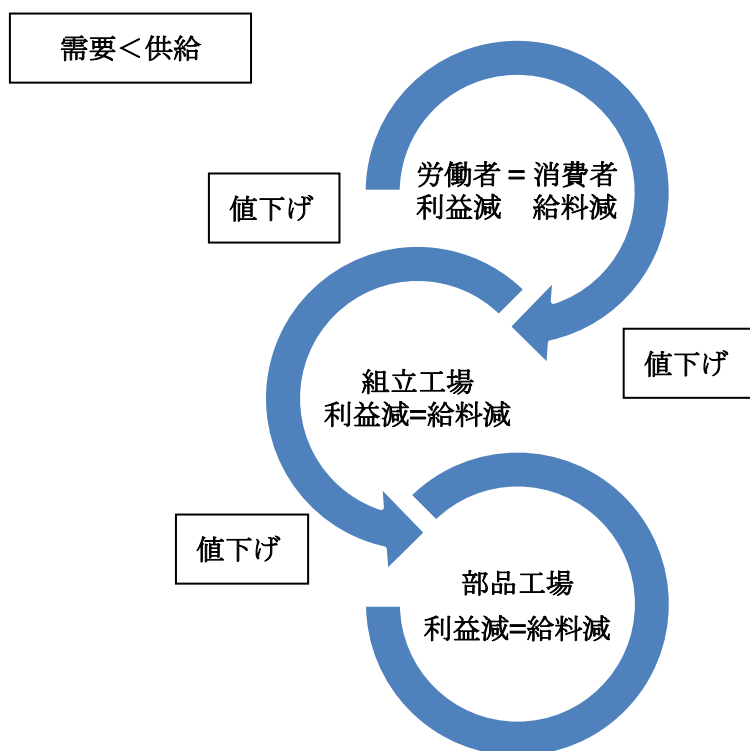 需要＜供給
労働者 = 消費者
利益減　給料減
値下げ
値下げ
組立工場
利益減=給料減
値下げ
部品工場
利益減=給料減